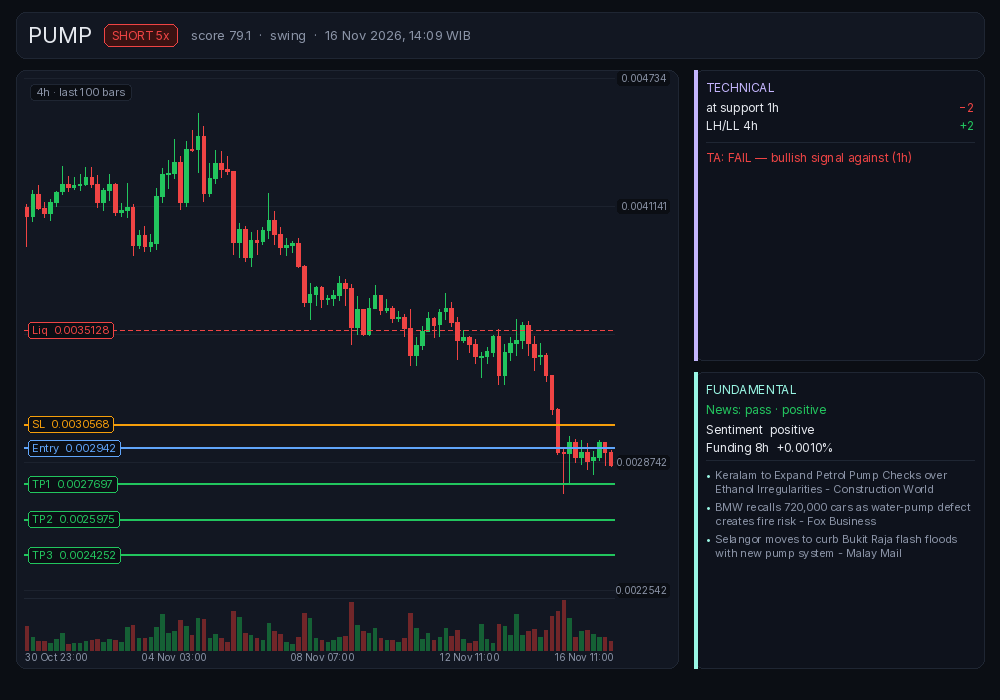 PUMP
SHORT 5x
score 79.1 · swing · 16 Nov 2026, 14:09 WIB
4h · last 100 bars
0.004734
0.0041141
Liq 0.0035128
SL 0.0030568
Entry 0.002942
0.0028742
TP1 0.0027697
TP2 0.0025975
TP3 0.0024252
0.0022542
30 Oct 23:00
04 Nov 03:00
08 Nov 07:00
12 Nov 11:00
16 Nov 11:00
TECHNICAL
at support 1h −2
LH/LL 4h +2
TA: FAIL — bullish signal against (1h)
FUNDAMENTAL
News: pass · positive
Sentiment positive
Funding 8h +0.0010%
• Keralam to Expand Petrol Pump Checks over
Ethanol Irregularities - Construction World
• BMW recalls 720,000 cars as water-pump defect
creates fire risk - Fox Business
• Selangor moves to curb Bukit Raja flash floods
with new pump system - Malay Mail